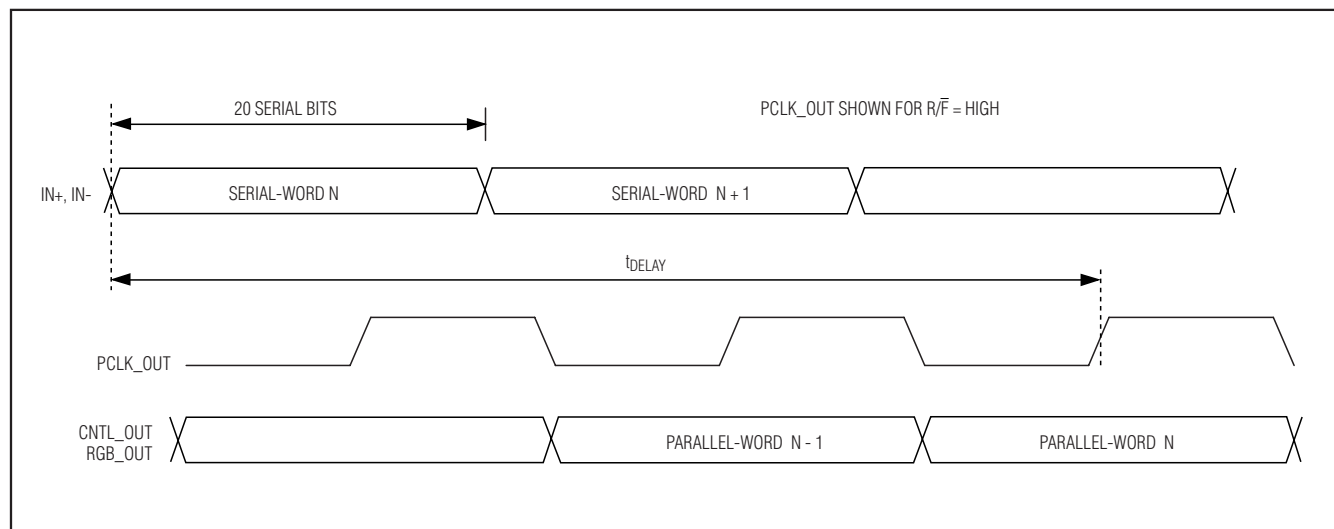 20 SERIAL BITS
PCLK_OUT SHOWN FOR R/F̅ = HIGH
IN+, IN-
SERIAL-WORD N
SERIAL-WORD N + 1
tDELAY
PCLK_OUT
CNTL_OUT
RGB_OUT
PARALLEL-WORD N - 1
PARALLEL-WORD N